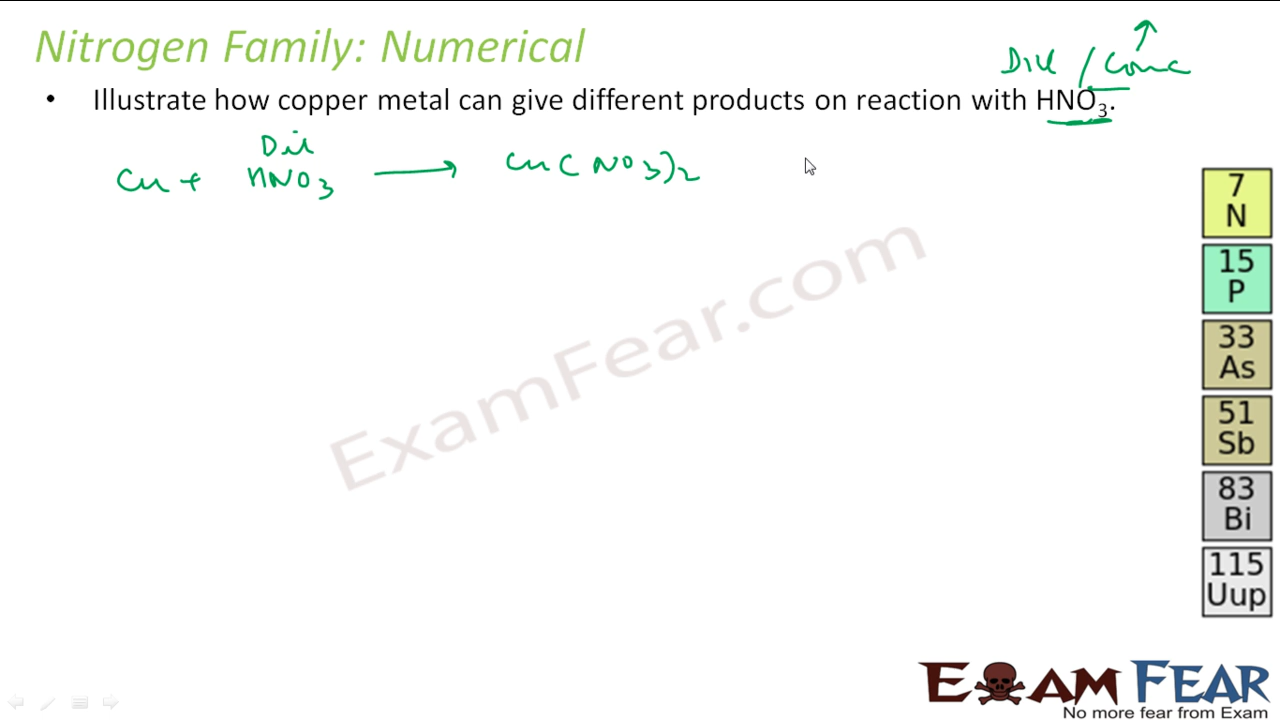 Nitrogen Family: Numerical
Dil / Conc
• Illustrate how copper metal can give different products on reaction with HNO3.
Dil
Cu + HNO3 → Cu(NO3)2
ExamFear.com
7
N
15
P
33
As
51
Sb
83
Bi
115
Uup
EXAMFEAR
No more fear from Exam